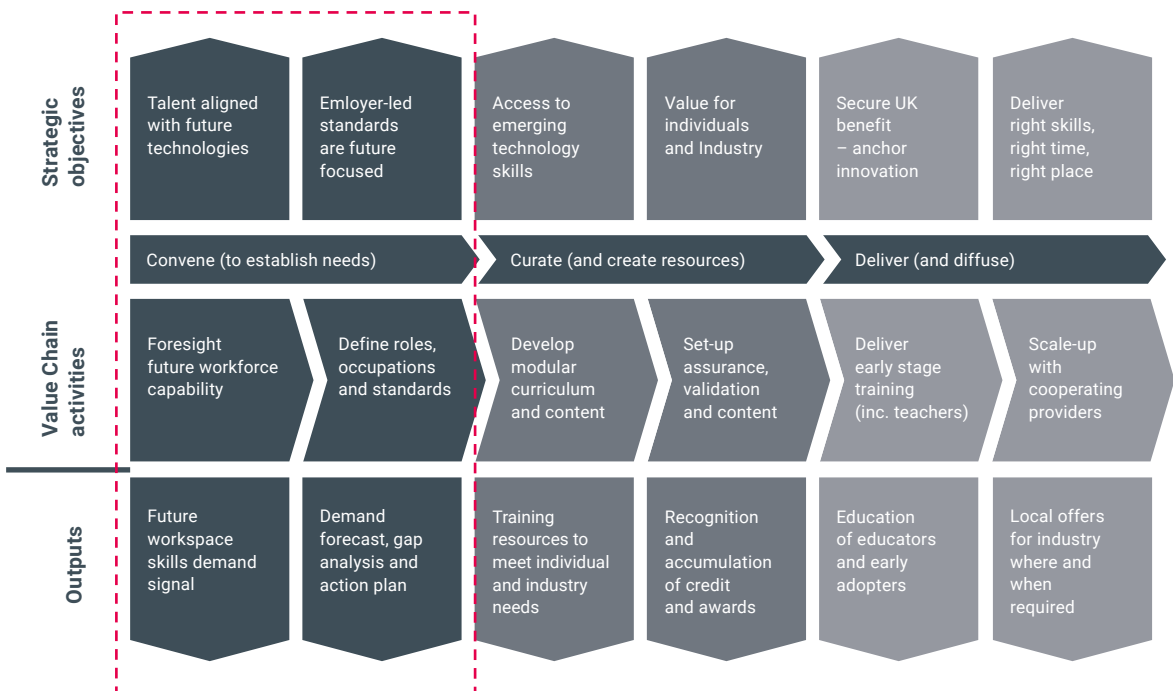 Strategic
objectives
Talent aligned
with future
technologies
Emloyer-led
standards
are future
focused
Access to
emerging
technology
skills
Value for
individuals
and Industry
Secure UK
benefit
– anchor
innovation
Deliver
right skills,
right time,
right place
Convene (to establish needs)
Curate (and create resources)
Deliver (and diffuse)
Value Chain
activities
Foresight
future workforce
capability
Define roles,
occupations
and standards
Develop
modular
curriculum
and content
Set-up
assurance,
validation
and content
Deliver
early stage
training
(inc. teachers)
Scale-up
with
cooperating
providers
Outputs
Future
workspace
skills demand
signal
Demand
forecast, gap
analysis and
action plan
Training
resources to
meet individual
and industry
needs
Recognition
and
accumulation
of credit
and awards
Education
of educators
and early
adopters
Local offers
for industry
where and
when
required